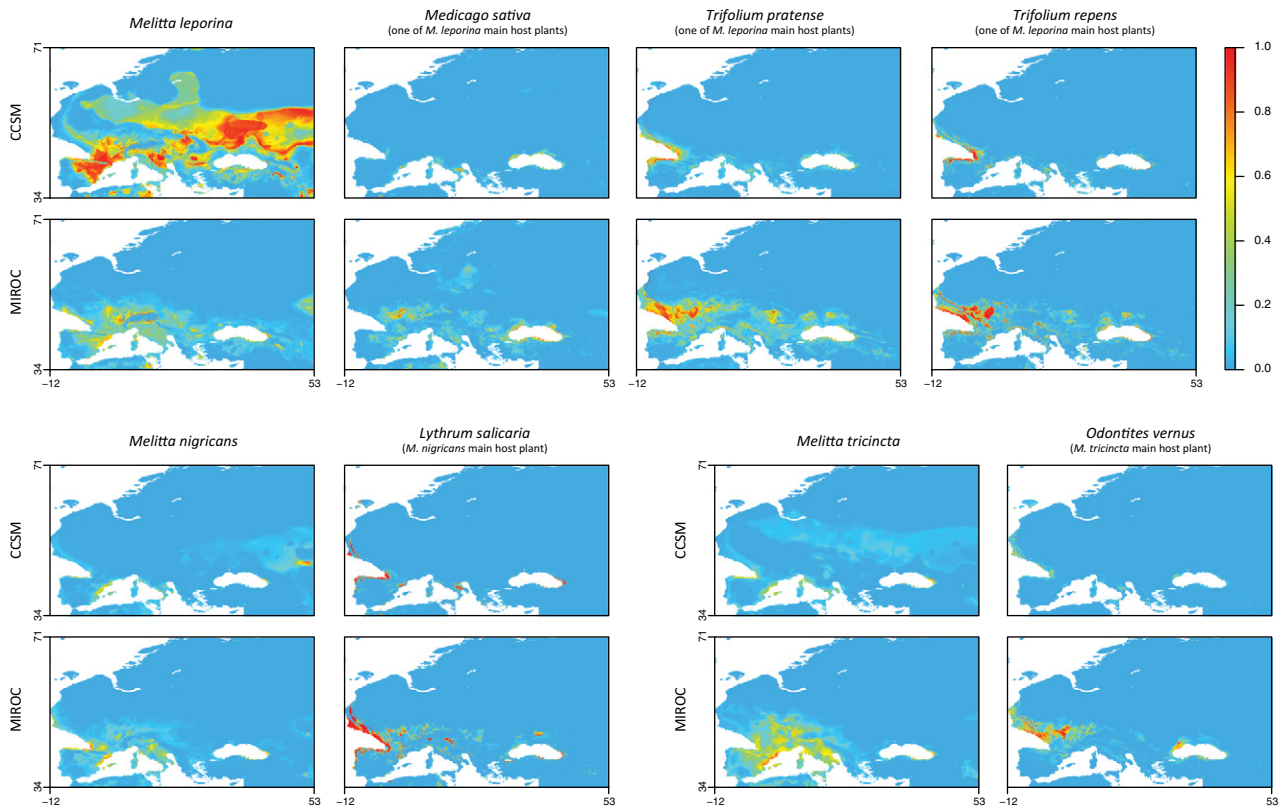 Melitta leporina
Medicago sativa
(one of M. leporina main host plants)
Trifolium pratense
(one of M. leporina main host plants)
Trifolium repens
(one of M. leporina main host plants)
71
CCSM
34
1.0
0.8
0.6
0.4
0.2
0.0
71
MIROC
34
−12
53
−12
53
−12
53
Melitta nigricans
Lythrum salicaria
(M. nigricans main host plant)
Melitta tricincta
Odontites vernus
(M. tricincta main host plant)
71
CCSM
34
71
CCSM
34
71
MIROC
34
−12
53
53
71
MIROC
34
−12
53
−12
53